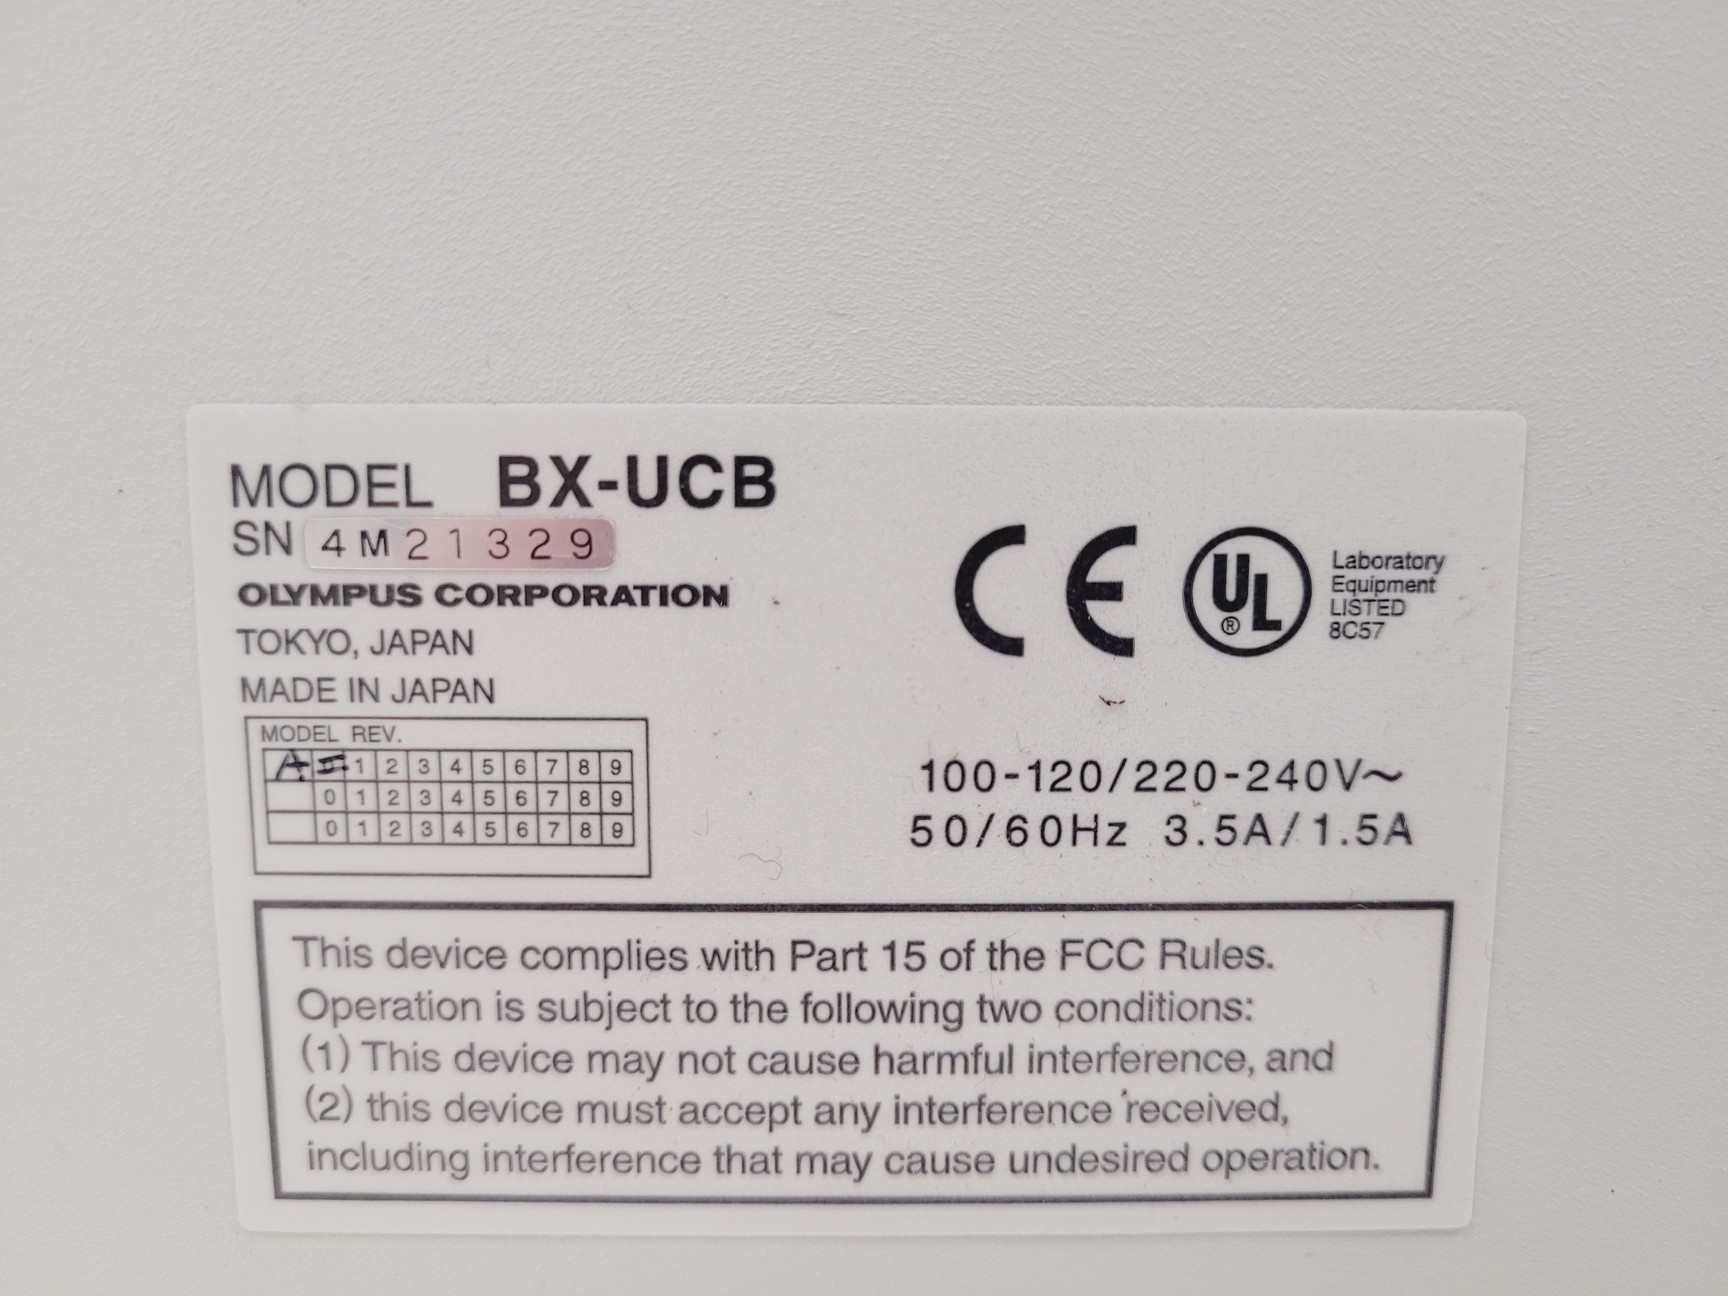 MODEL BX-UCB
SN 4M21329
OLYMPUS CORPORATION
TOKYO, JAPAN
MADE IN JAPAN
CE
UL ®
Laboratory
Equipment
LISTED
8C57
MODEL REV.
A 1 2 3 4 5 6 7 8 9
0 1 2 3 4 5 6 7 8 9
0 1 2 3 4 5 6 7 8 9
100-120/220-240V~
50/60Hz 3.5A/1.5A
This device complies with Part 15 of the FCC Rules.
Operation is subject to the following two conditions:
(1) This device may not cause harmful interference, and
(2) this device must accept any interference received,
including interference that may cause undesired operation.